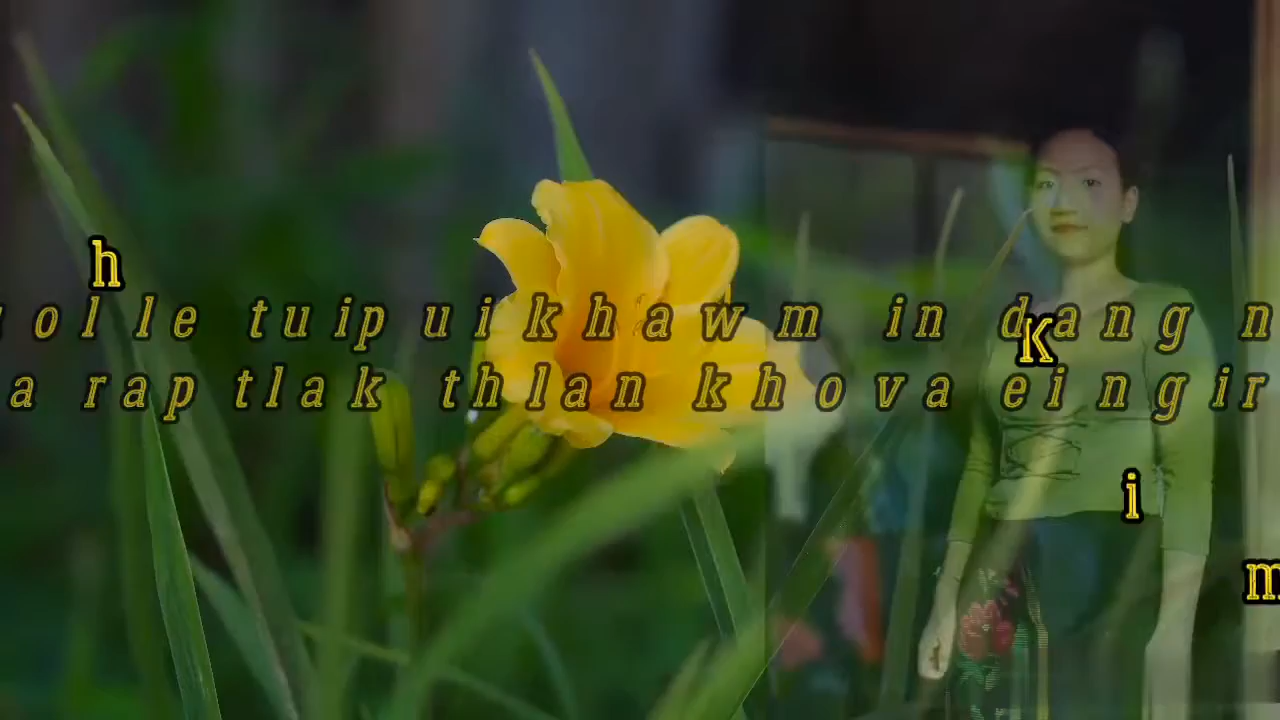 h
olle tuipuikhawm in dang n
K
a rap tlak thlan khova eingir
i
m